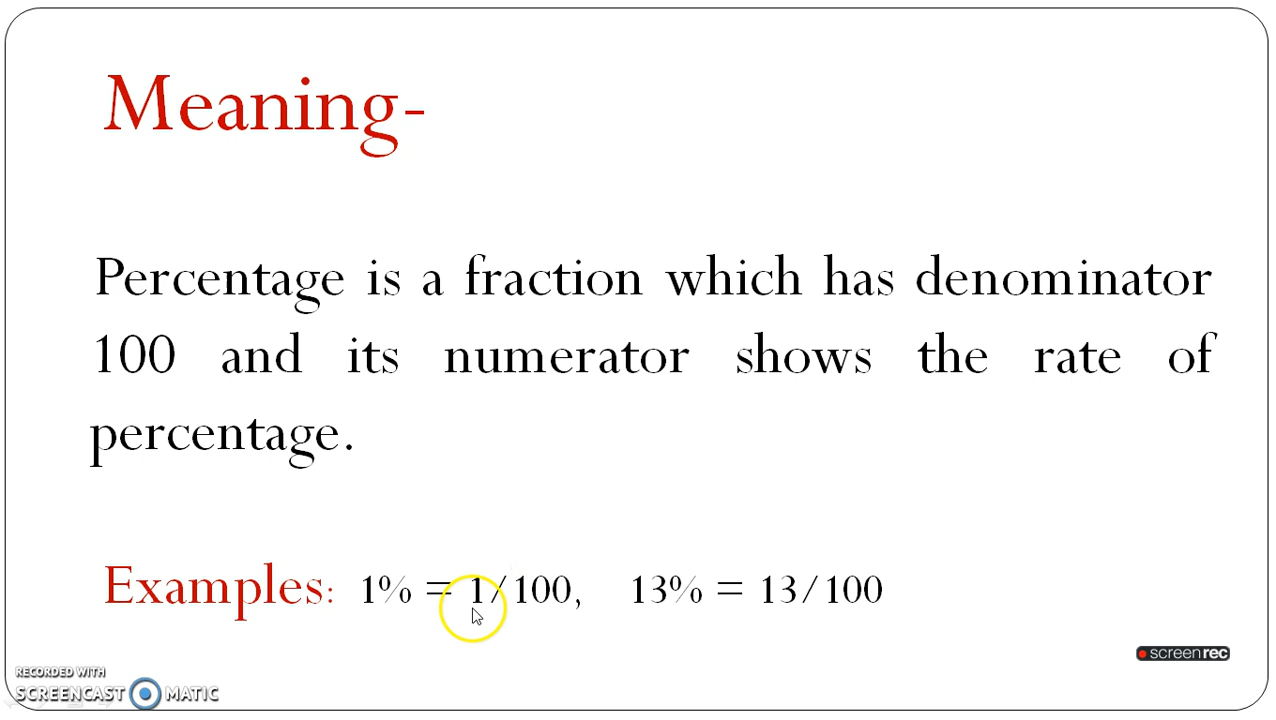 Meaning-
Percentage is a fraction which has denominator
100 and its numerator shows the rate of
percentage.
Examples: 1% = 1/100, 13% = 13/100
screenrec
RECORDED WITH
SCREENCAST MATIC